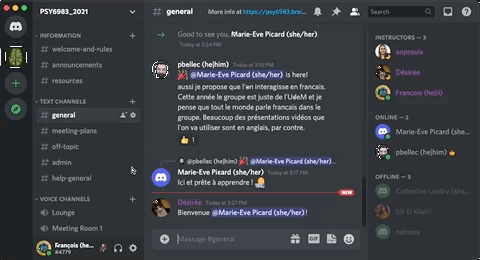 PSY6983_2021
INFORMATION
welcome-and-rules
announcements
resources
TEXT CHANNELS
general
meeting-plans
off-topic
admin
help-general
VOICE CHANNELS
Lounge
Meeting Room 1
François (he...
#4779
general
More info at https://psy6983.brai...
Good to see you, Marie-Eve Picard (she/her).
Today at 2:24 PM
pbellec (he|him) Today at 3:10 PM
@Marie-Eve Picard (she/her) is here!
aussi je propose que l'on interagisse en francais.
Cette année le groupe est juste de l'UdeM et je
pense que tout le monde parle francais dans le
groupe. Beaucoup des présentations vidéos que
l'on va utiliser sont en anglais, par contre.
1
@pbellec (he|him) @Marie-Eve Picard (she/her)...
Marie-Eve Picard (she/her) Today at 3:17 PM
Ici et prête à apprendre !
NEW
Désirée Today at 3:27 PM
Bienvenue @Marie-Eve Picard (she/her)!
Message #general
GIF
Search
INSTRUCTORS — 3
anproulx
Désirée
François (he|il)
ONLINE — 2
Marie-Eve Picard (she...
pbellec (he|him)
OFFLINE — 3
Catherine Landry (she/her...
Lili El Khalil
natasaa